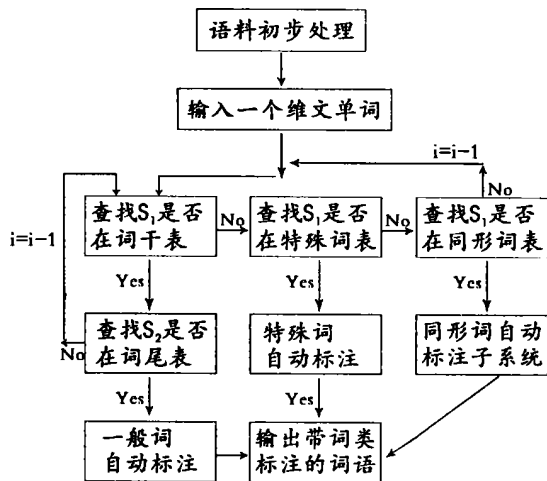 语料初步处理
输入一个维文单词
i=i-1
No
查找S₁是否
在词干表
No
查找S₁是否
在特殊词表
No
查找S₁是否
在同形词表
i=i-1
Yes
Yes
Yes
查找S₂是否
在词尾表
No
特殊词
自动标注
同形词自动
标注子系统
Yes
Yes
一般词
自动标注
输出带词类
标注的词语